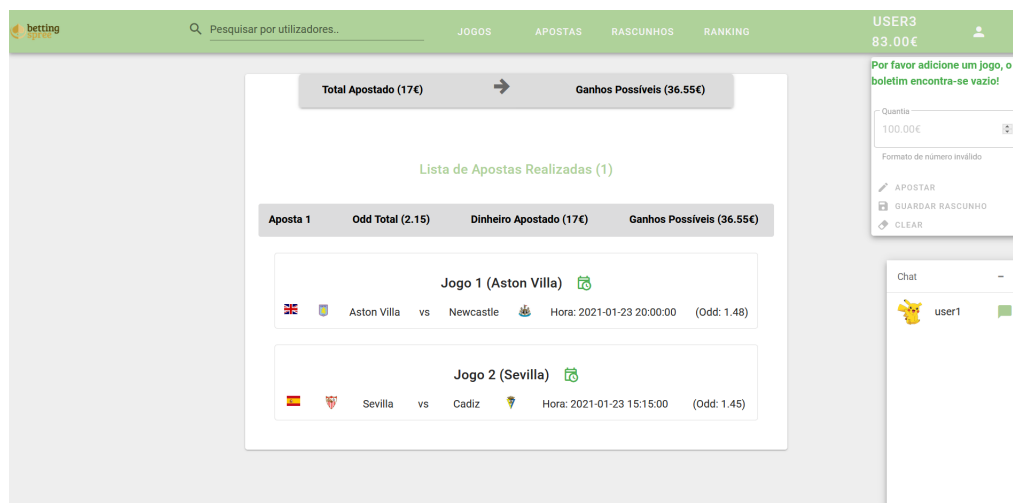 betting
spree
Pesquisar por utilizadores..
JOGOS APOSTAS RASCUNHOS RANKING
USER3
83.00€
Por favor adicione um jogo, o
boletim encontra-se vazio!
Quantia
100.00€
Formato de número inválido
APOSTAR
GUARDAR RASCUNHO
CLEAR
Total Apostado (17€) Ganhos Possíveis (36.55€)
Lista de Apostas Realizadas (1)
Aposta 1 Odd Total (2.15) Dinheiro Apostado (17€) Ganhos Possíveis (36.55€)
Jogo 1 (Aston Villa)
Aston Villa vs Newcastle Hora: 2021-01-23 20:00:00 (Odd: 1.48)
Jogo 2 (Sevilla)
Sevilla vs Cadiz Hora: 2021-01-23 15:15:00 (Odd: 1.45)
Chat –
user1